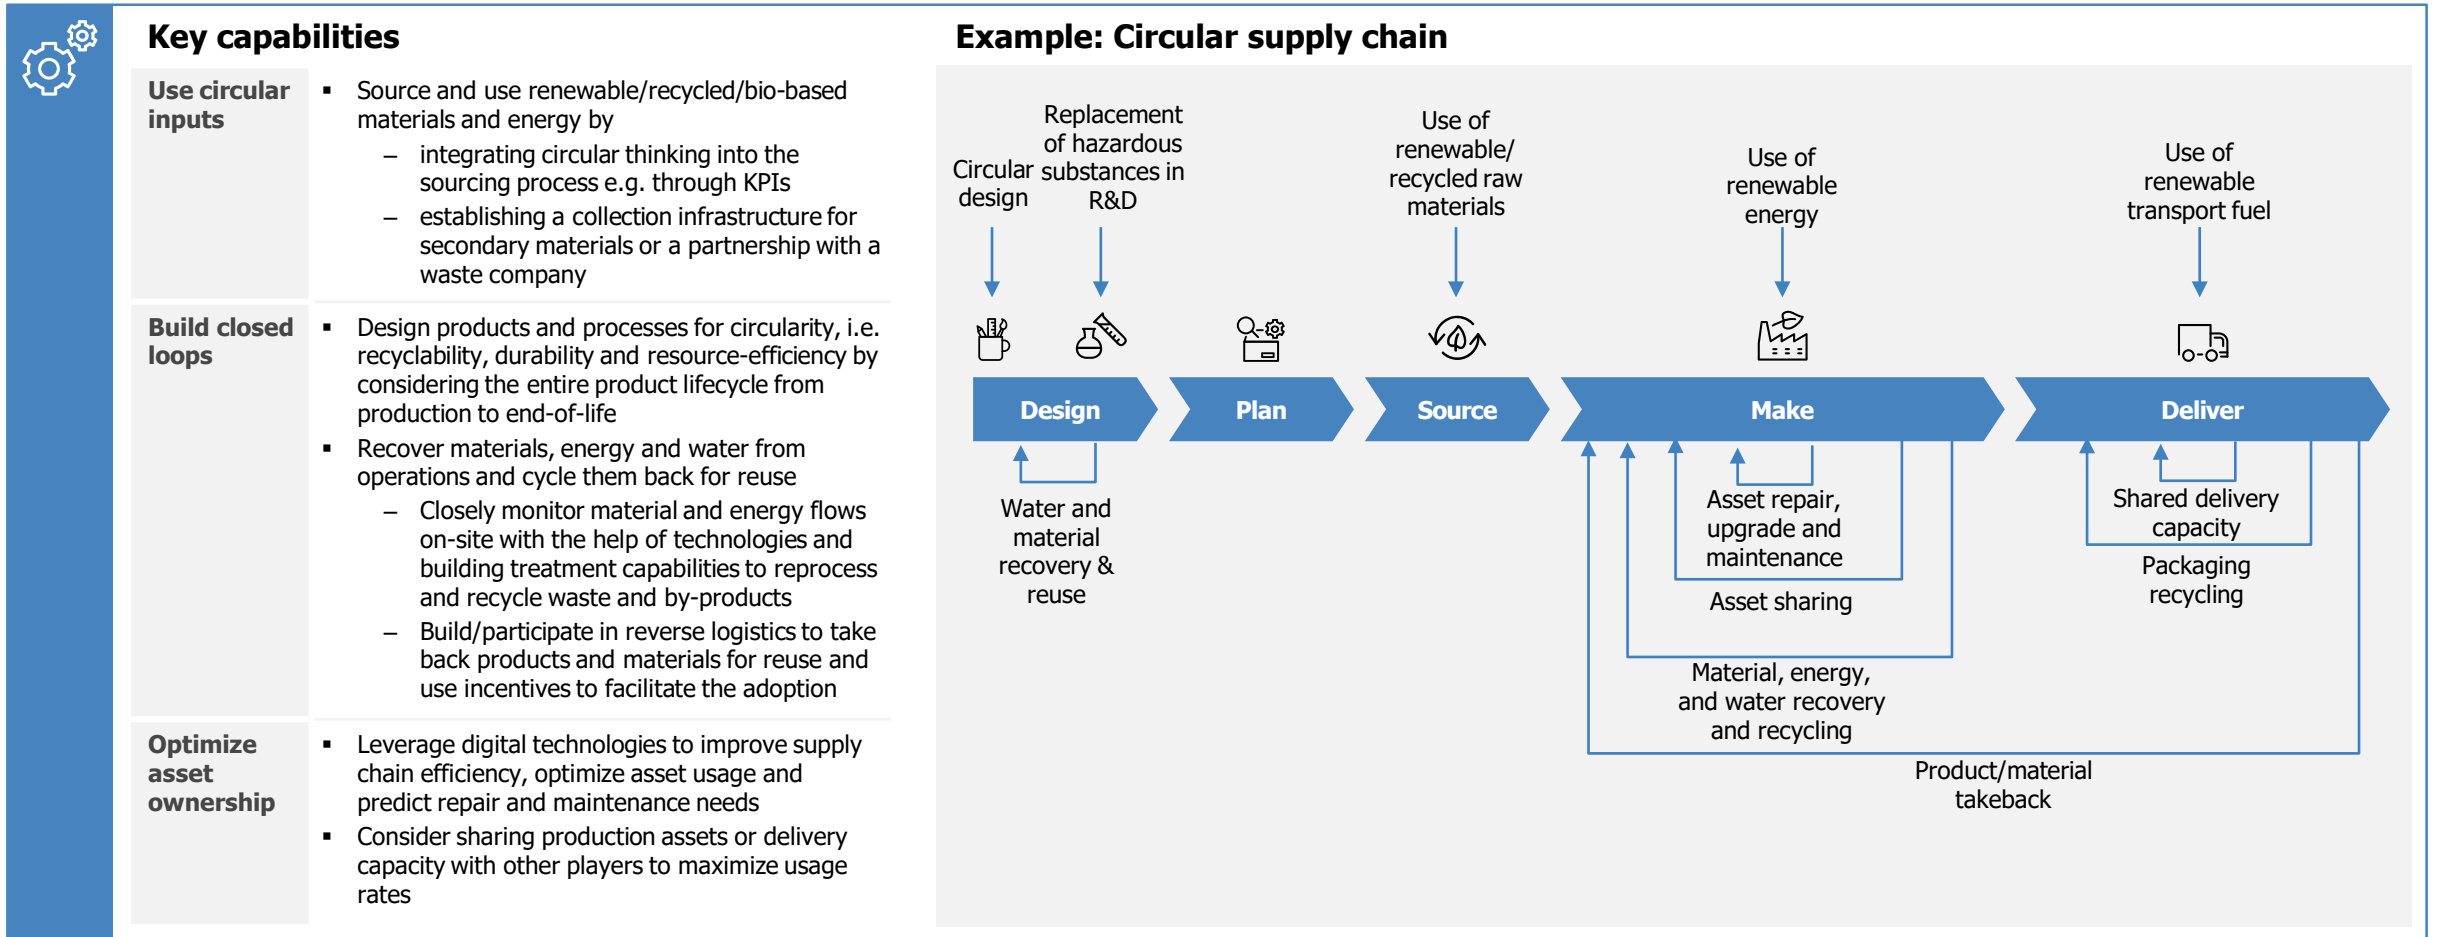 Key capabilities
Use circular
inputs
▪ Source and use renewable/recycled/bio-based
materials and energy by
– integrating circular thinking into the
sourcing process e.g. through KPIs
– establishing a collection infrastructure for
secondary materials or a partnership with a
waste company
Build closed
loops
▪ Design products and processes for circularity, i.e.
recyclability, durability and resource-efficiency by
considering the entire product lifecycle from
production to end-of-life
▪ Recover materials, energy and water from
operations and cycle them back for reuse
– Closely monitor material and energy flows
on-site with the help of technologies and
building treatment capabilities to reprocess
and recycle waste and by-products
– Build/participate in reverse logistics to take
back products and materials for reuse and
use incentives to facilitate the adoption
Optimize
asset
ownership
▪ Leverage digital technologies to improve supply
chain efficiency, optimize asset usage and
predict repair and maintenance needs
▪ Consider sharing production assets or delivery
capacity with other players to maximize usage
rates
Example: Circular supply chain
Circular
design
Replacement
of hazardous
substances in
R&D
Use of
renewable/
recycled raw
materials
Use of
renewable
energy
Use of
renewable
transport fuel
Design
Plan
Source
Make
Deliver
Water and
material
recovery &
reuse
Asset repair,
upgrade and
maintenance
Asset sharing
Material, energy,
and water recovery
and recycling
Shared delivery
capacity
Packaging
recycling
Product/material
takeback